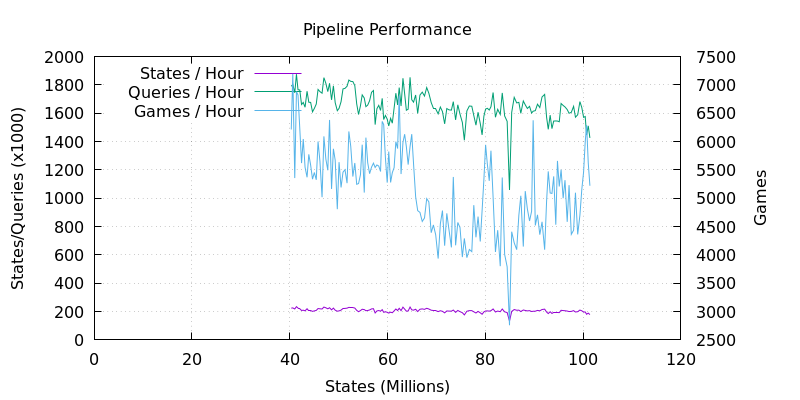 Pipeline Performance
2000 7500
1800 7000
1600 6500
1400 6000
1200 5500
1000 5000
800 4500
600 4000
400 3500
200 3000
0 2500
States / Hour
Queries / Hour
Games / Hour
States/Queries (x1000)
Games
0 20 40 60 80 100 120
States (Millions)